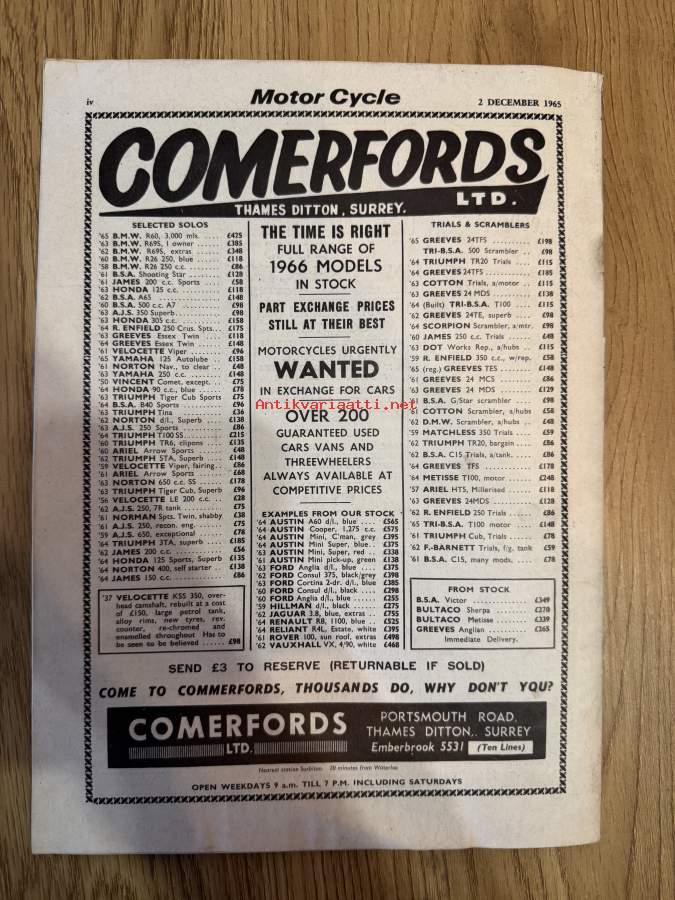 iv
Motor Cycle
2 DECEMBER 1965
COMERFORDS
LTD.
THAMES DITTON, SURREY.
SELECTED SOLOS
'65 B.M.W. R60, 3,000 mls. .... £425
'63 B.M.W. R69S, 1 owner .... £385
'62 B.M.W. R69S, extras .... £348
'60 B.M.W. R26 250, blue .... £118
'58 B.M.W. R26 250 c.c. .... £86
'61 B.S.A. Shooting Star .... £128
'61 JAMES 200 c.c. Sports .... £58
'63 HONDA 125 c.c. .... £118
'62 B.S.A. A65 .... £148
'60 B.S.A. 500 c.c. A7 .... £98
'63 A.J.S. 350 Superb .... £98
'63 HONDA 305 c.c. .... £158
'64 R. ENFIELD 250 Crus. Spts. .. £175
'63 GREEVES Essex Twin .... £118
'64 GREEVES Essex Twin .... £148
'61 VELOCETTE Viper .... £96
'65 YAMAHA 125 Autolube .... £158
'61 NORTON Nav., to clear .... £48
'63 YAMAHA 250 c.c. .... £148
'50 VINCENT Comet, except. .... £75
'64 HONDA 90 c.c., blue .... £78
'63 TRIUMPH Tiger Cub Sports £75
'64 B.S.A. B40 Sports .... £96
'63 TRIUMPH Tina .... £36
'62 NORTON d/l., Superb .... £138
'63 A.J.S. 250 Sports .... £86
'64 TRIUMPH T100 SS .... £215
'60 TRIUMPH TR6, clipons .... £135
'60 ARIEL Arrow Sports .... £48
'62 TRIUMPH 5TA, Superb .... £148
'59 VELOCETTE Viper, fairing .. £86
'61 ARIEL Arrow Sports .... £68
'63 NORTON 650 c.c. SS .... £178
'63 TRIUMPH Tiger Cub, Superb £96
'56 VELOCETTE LE 200 c.c. .... £28
'62 A.J.S. 250, 7R tank .... £75
'61 NORMAN Spts. Twin, shabby £38
'61 A.J.S. 250, recon. eng. .... £75
'59 A.J.S. 650, exceptional .... £78
'64 TRIUMPH 3TA, superb .... £185
'62 JAMES 200 c.c. .... £56
'64 HONDA 125 Sports, Superb £135
'64 NORTON 400, self starter .. £138
'64 JAMES 150 c.c. .... £86
'37 VELOCETTE KSS 350, over-
head camshaft, rebuilt at a cost
of £150, large petrol tank,
alloy rims, new tyres, rev.
counter, re-chromed and
enamelled throughout Has to
be seen to be believed .... £98
THE TIME IS RIGHT
FULL RANGE OF
1966 MODELS
IN STOCK
PART EXCHANGE PRICES
STILL AT THEIR BEST
MOTORCYCLES URGENTLY
WANTED
IN EXCHANGE FOR CARS
Antikvariaatti.net
OVER 200
GUARANTEED USED
CARS VANS AND
THREEWHEELERS
ALWAYS AVAILABLE AT
COMPETITIVE PRICES
EXAMPLES FROM OUR STOCK
'64 AUSTIN A60 d/l., blue .... £565
'64 AUSTIN Cooper, 1,275 c.c. £575
'64 AUSTIN Mini, C'man, grey £395
'64 AUSTIN Mini Super, blue .. £375
'63 AUSTIN Mini, Super, red .. £338
'61 AUSTIN Mini pick-up, green £138
'63 FORD Anglia d/l., blue .... £375
'62 FORD Consul 375, black/grey £398
'63 FORD Cortina 2-dr. d/l., blue £385
'60 FORD Consul d/l., black .... £298
'60 FORD Anglia d/l., blue .... £255
'59 HILLMAN d/l., black .... £275
'62 JAGUAR 3.8, blue, extras .. £755
'64 RENAULT R8, 1100, blue .. £525
'64 RELIANT R4L, Estate, white £395
'61 ROVER 100, sun roof, extras £498
'62 VAUXHALL VX, 4/90, white £468
TRIALS & SCRAMBLERS
'65 GREEVES 24TFS .... £198
TRI-B.S.A. 500 Scrambler .. £98
'64 TRIUMPH TR20 Trials .... £115
'64 GREEVES 24TFS .... £185
'63 COTTON Trials, a/motor .. £115
'63 GREEVES 24 MDS .... £138
'64 (Built) TRI-B.S.A. T100 .... £115
'62 GREEVES 24TE, superb .... £98
'64 SCORPION Scrambler, a/mtr. £98
'60 JAMES 250 c.c. Trials .... £48
'63 DOT Works Rep., a/hubs .. £115
'59 R. ENFIELD 350 c.c., w/rep. £58
'65 (reg.) GREEVES TES .... £148
'61 GREEVES 24 MCS .... £86
'63 GREEVES 24 MDS .... £129
'61 B.S.A. G/Star scrambler .... £98
'61 COTTON Scrambler, a/hubs £58
'62 D.M.W. Scrambler, a/hubs £48
'59 MATCHLESS 350 Trials .... £59
'62 TRIUMPH TR20, bargain .. £86
'62 B.S.A. C15 Trials, a/tank. .. £86
'64 GREEVES TFS .... £178
'64 METISSE T100, motor .... £248
'57 ARIEL HT5, Millerised .... £118
'63 GREEVES 24MDS .... £128
'62 R. ENFIELD 250 Trials .... £86
'65 TRI-B.S.A. T100 motor .... £148
'61 TRIUMPH Cub, Trials .... £78
'62 F.-BARNETT Trials, f/g. tank £59
'61 B.S.A. C15, many mods. .... £78
FROM STOCK
B.S.A. Victor .... £349
BULTACO Sherpa .... £270
BULTACO Metisse .... £339
GREEVES Anglian .... £265
Immediate Delivery.
SEND £3 TO RESERVE (RETURNABLE IF SOLD)
COME TO COMMERFORDS, THOUSANDS DO, WHY DON'T YOU?
COMERFORDS
LTD.
PORTSMOUTH ROAD,
THAMES DITTON,. SURREY
Emberbrook 5531 (Ten Lines)
Nearest station Surbiton. 20 minutes from Waterloo
OPEN WEEKDAYS 9 a.m. TILL 7 P.M. INCLUDING SATURDAYS